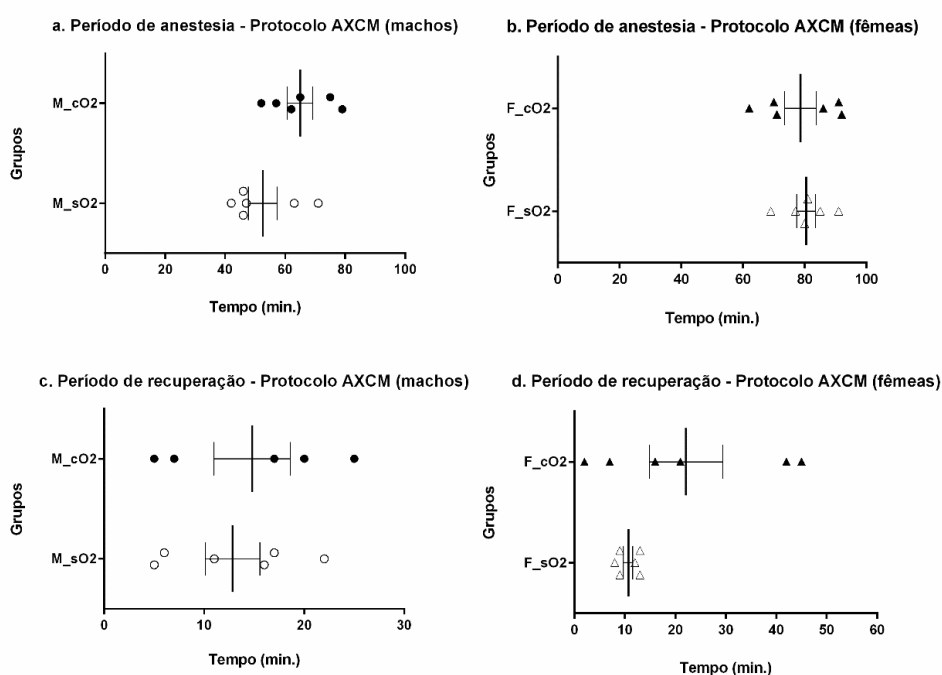 a. Período de anestesia - Protocolo AXCM (machos)
M_cO2
M_sO2
Grupos
0 20 40 60 80 100
Tempo (min.)
b. Período de anestesia - Protocolo AXCM (fêmeas)
F_cO2
F_sO2
Grupos
0 20 40 60 80 100
Tempo (min.)
c. Período de recuperação - Protocolo AXCM (machos)
M_cO2
M_sO2
Grupos
0 10 20 30
Tempo (min.)
d. Período de recuperação - Protocolo AXCM (fêmeas)
F_cO2
F_sO2
Grupos
0 10 20 30 40 50 60
Tempo (min.)